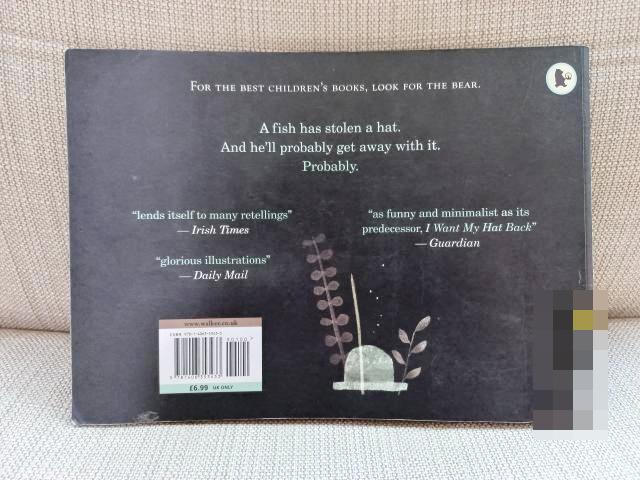 FOR THE BEST CHILDREN'S BOOKS, LOOK FOR THE BEAR.
A fish has stolen a hat.
And he'll probably get away with it.
Probably.
"lends itself to many retellings"
— Irish Times
"glorious illustrations"
— Daily Mail
"as funny and minimalist as its
predecessor, I Want My Hat Back"
— Guardian
www.walker.co.uk
£6.99 UK ONLY